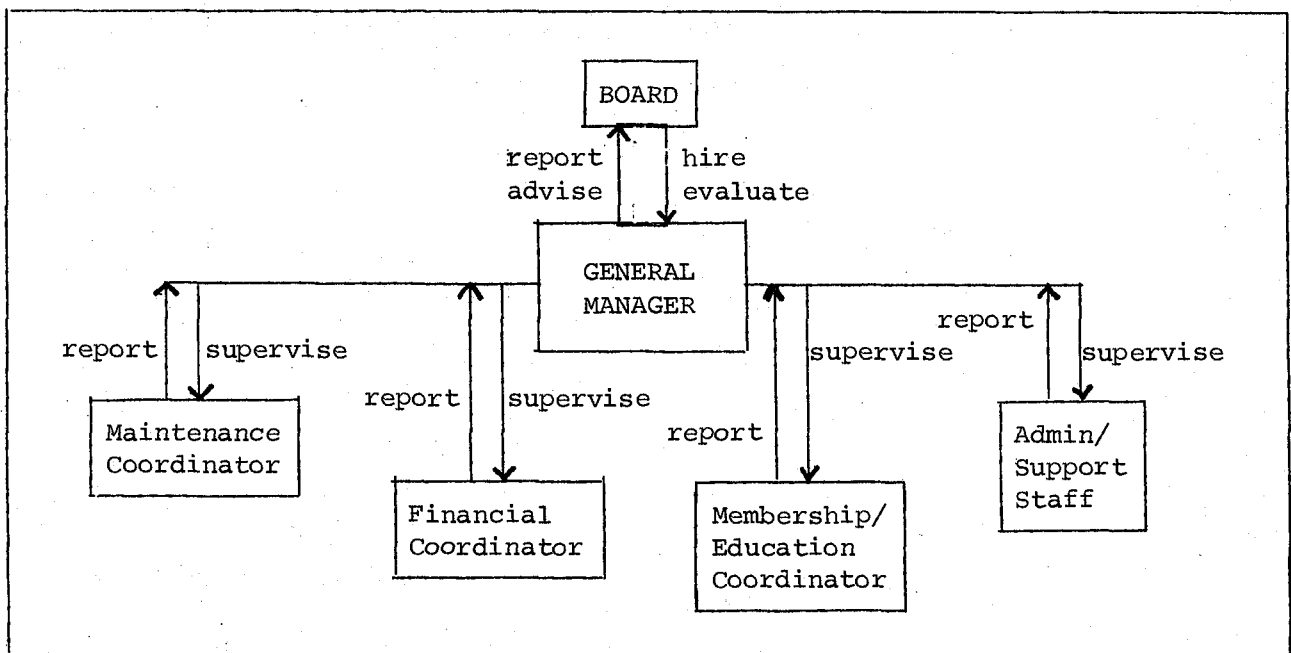 BOARD
report
advise
hire
evaluate
GENERAL
MANAGER
report
supervise
Maintenance
Coordinator
report
supervise
Financial
Coordinator
report
supervise
Membership/
Education
Coordinator
report
supervise
Admin/
Support
Staff